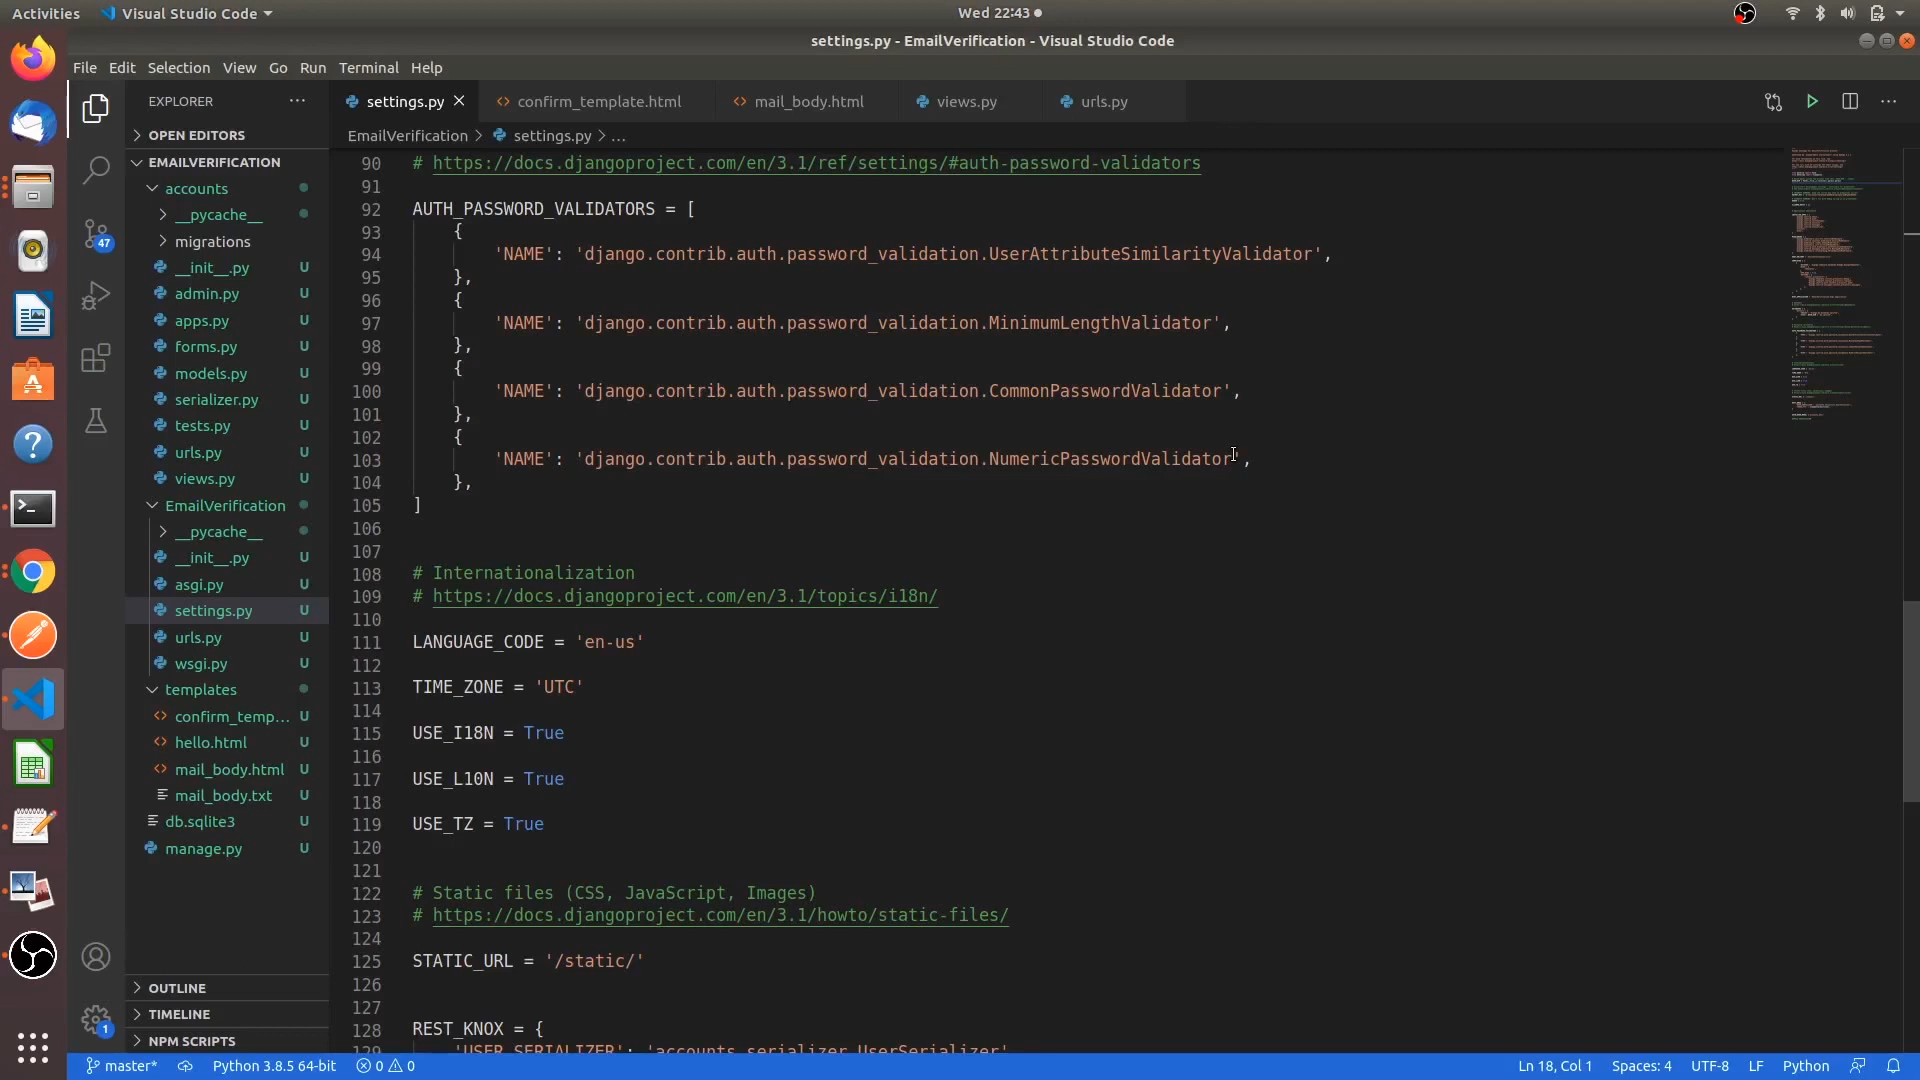 Activities
Visual Studio Code
Wed 22:43
settings.py - EmailVerification - Visual Studio Code
File Edit Selection View Go Run Terminal Help
EXPLORER
settings.py
confirm_template.html
mail_body.html
views.py
urls.py
EmailVerification > settings.py > ...
OPEN EDITORS
EMAILVERIFICATION
accounts
__pycache__
migrations
__init__.py U
admin.py U
apps.py U
forms.py U
models.py U
serializer.py U
tests.py U
urls.py U
views.py U
EmailVerification
__pycache__
__init__.py U
asgi.py U
settings.py U
urls.py U
wsgi.py U
templates
confirm_temp... U
hello.html U
mail_body.html U
mail_body.txt U
db.sqlite3 U
manage.py U
OUTLINE
TIMELINE
NPM SCRIPTS
47
1
90 # https://docs.djangoproject.com/en/3.1/ref/settings/#auth-password-validators
91
92 AUTH_PASSWORD_VALIDATORS = [
93 {
94 'NAME': 'django.contrib.auth.password_validation.UserAttributeSimilarityValidator',
95 },
96 {
97 'NAME': 'django.contrib.auth.password_validation.MinimumLengthValidator',
98 },
99 {
100 'NAME': 'django.contrib.auth.password_validation.CommonPasswordValidator',
101 },
102 {
103 'NAME': 'django.contrib.auth.password_validation.NumericPasswordValidator',
104 },
105 ]
106
107
108 # Internationalization
109 # https://docs.djangoproject.com/en/3.1/topics/i18n/
110
111 LANGUAGE_CODE = 'en-us'
112
113 TIME_ZONE = 'UTC'
114
115 USE_I18N = True
116
117 USE_L10N = True
118
119 USE_TZ = True
120
121
122 # Static files (CSS, JavaScript, Images)
123 # https://docs.djangoproject.com/en/3.1/howto/static-files/
124
125 STATIC_URL = '/static/'
126
127
128 REST_KNOX = {
129 'USER_SERIALIZER': 'accounts.serializer.UserSerializer'
master* Python 3.8.5 64-bit 0 0 Ln 18, Col 1 Spaces: 4 UTF-8 LF Python